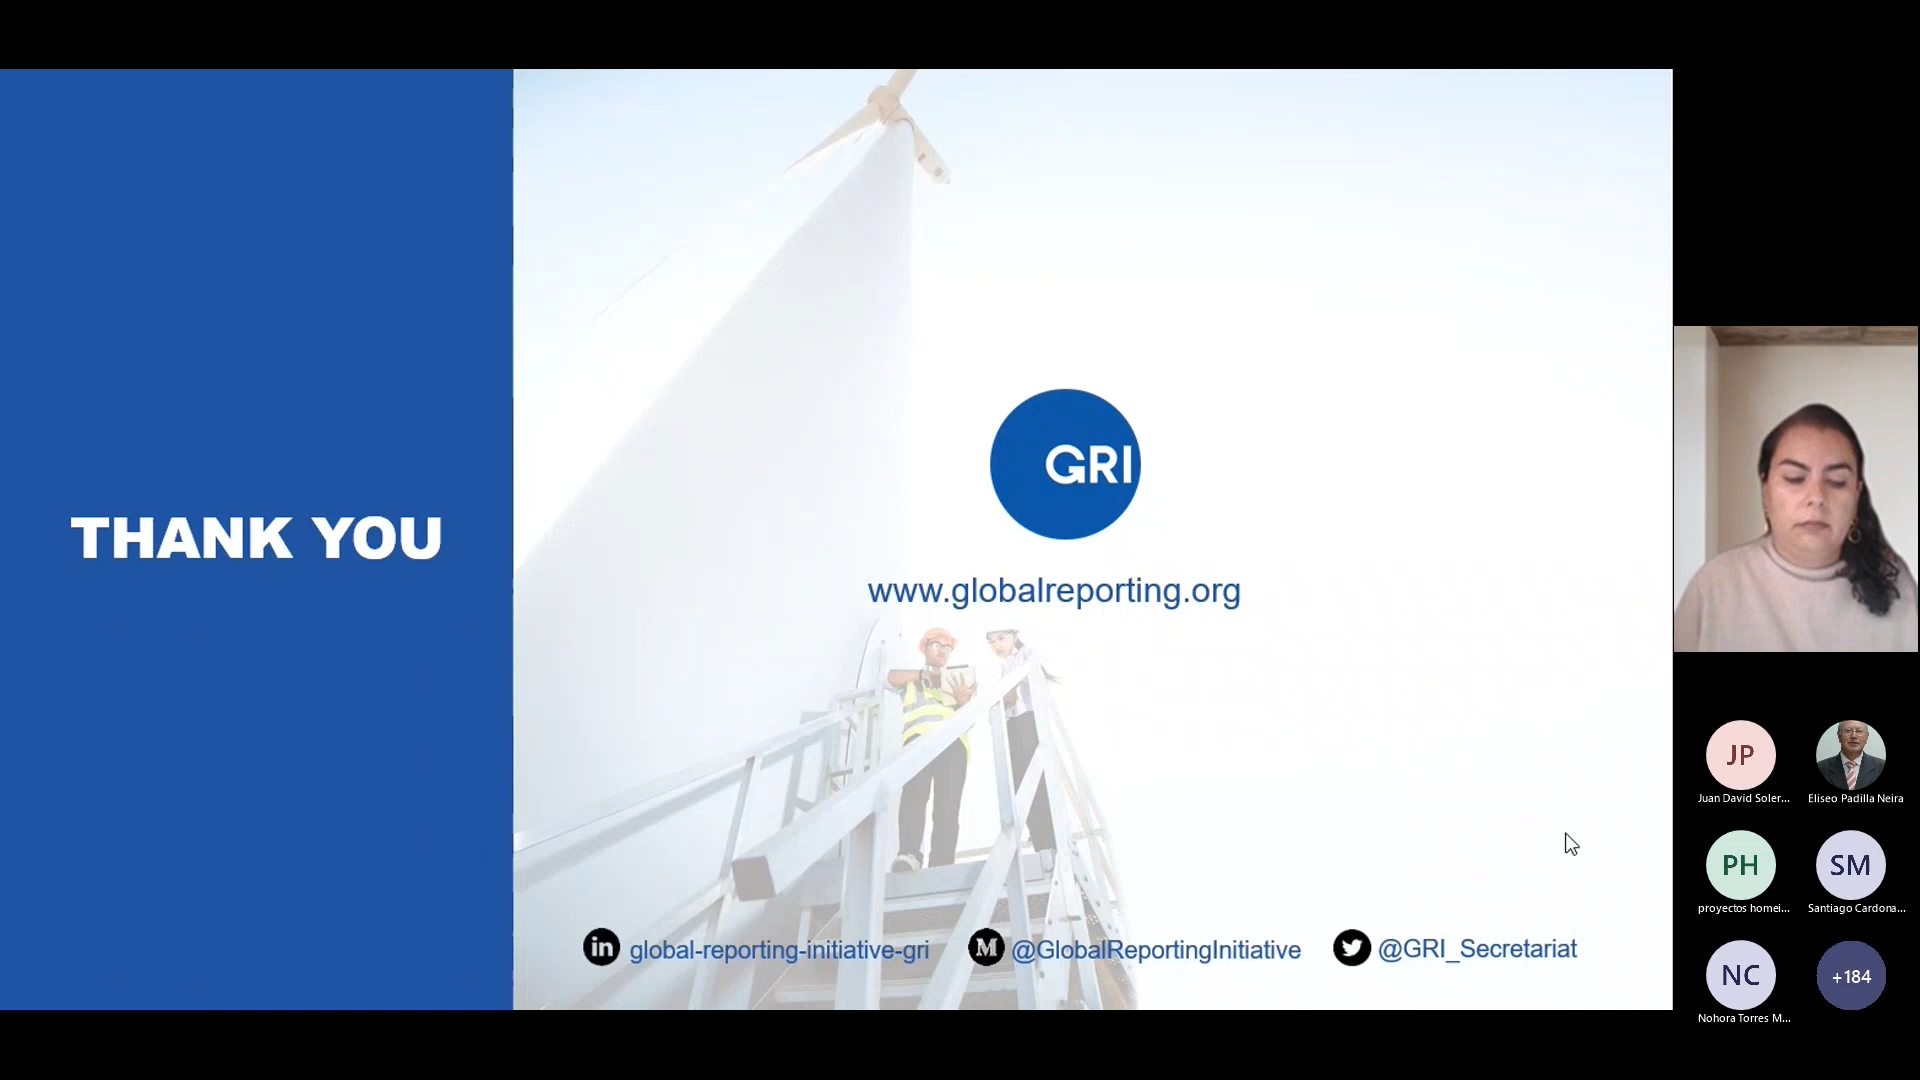 THANK YOU
GRI
www.globalreporting.org
in global-reporting-initiative-gri
M @GlobalReportingInitiative
@GRI_Secretariat
JP
Juan David Soler...
Eliseo Padilla Neira
PH
proyectos homei...
SM
Santiago Cardona...
NC
Nohora Torres M...
+184